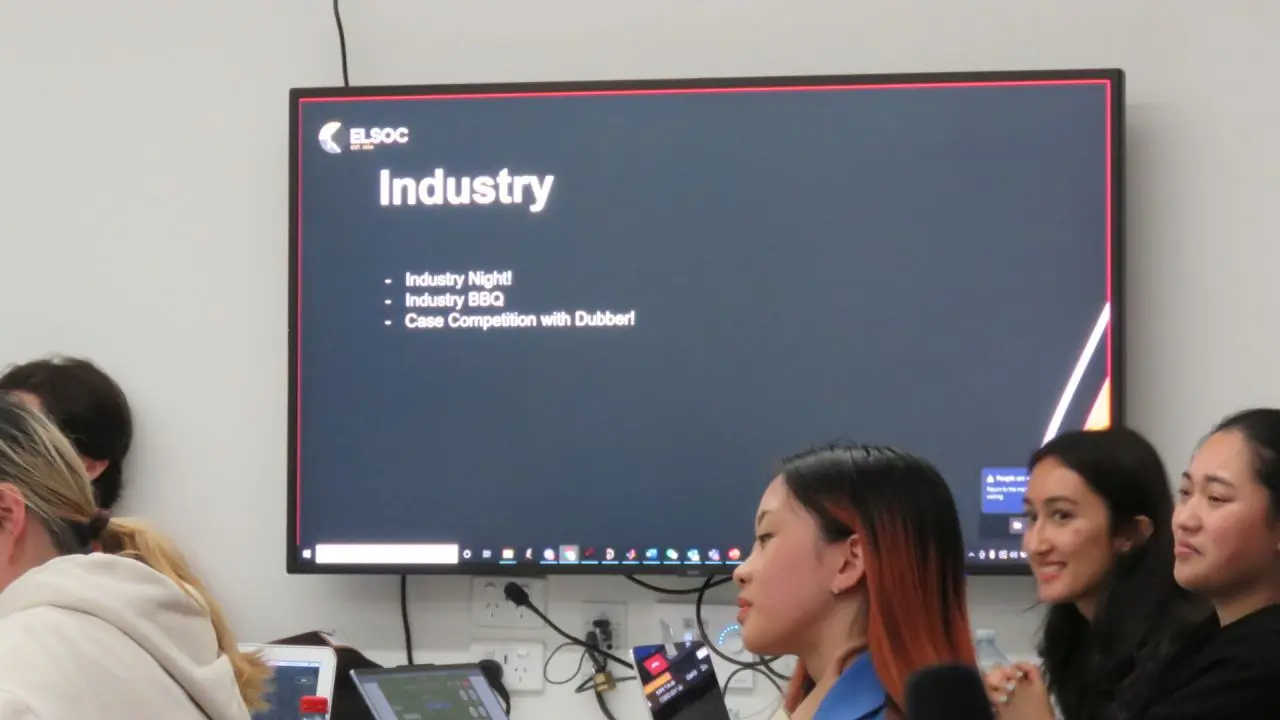 ELSOC
Industry
- Industry Night!
- Industry BBQ
- Case Competition with Dubber!